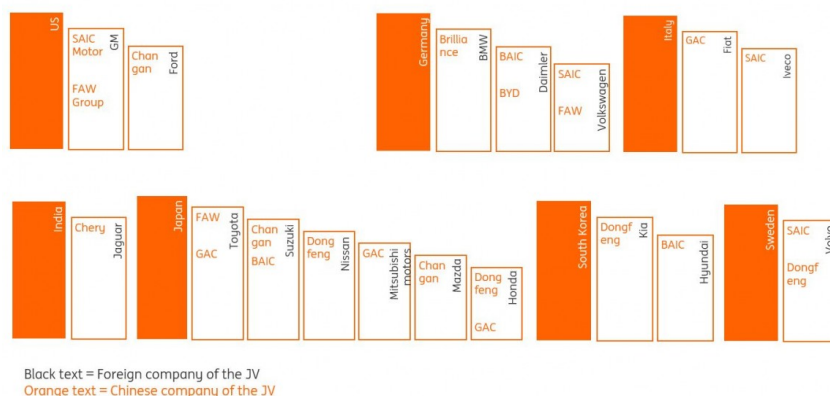 US
SAIC
Motor
FAW
Group
GM
Chan
gan
Ford
Germany
Brillia
nce
BMW
BAIC
BYD
Daimler
SAIC
FAW
Volkswagen
Italy
GAC
Fiat
SAIC
Iveco
India
Chery
Jaguar
Japan
FAW
GAC
Toyota
Chan
gan
BAIC
Suzuki
Dong
feng
Nissan
GAC
Mitsubishi
motors
Chan
gan
Mazda
Dong
feng
GAC
Honda
South Korea
Dongf
eng
Kia
BAIC
Hyundai
Sweden
SAIC
Dongf
eng
Volvo
Black text = Foreign company of the JV
Orange text = Chinese company of the JV